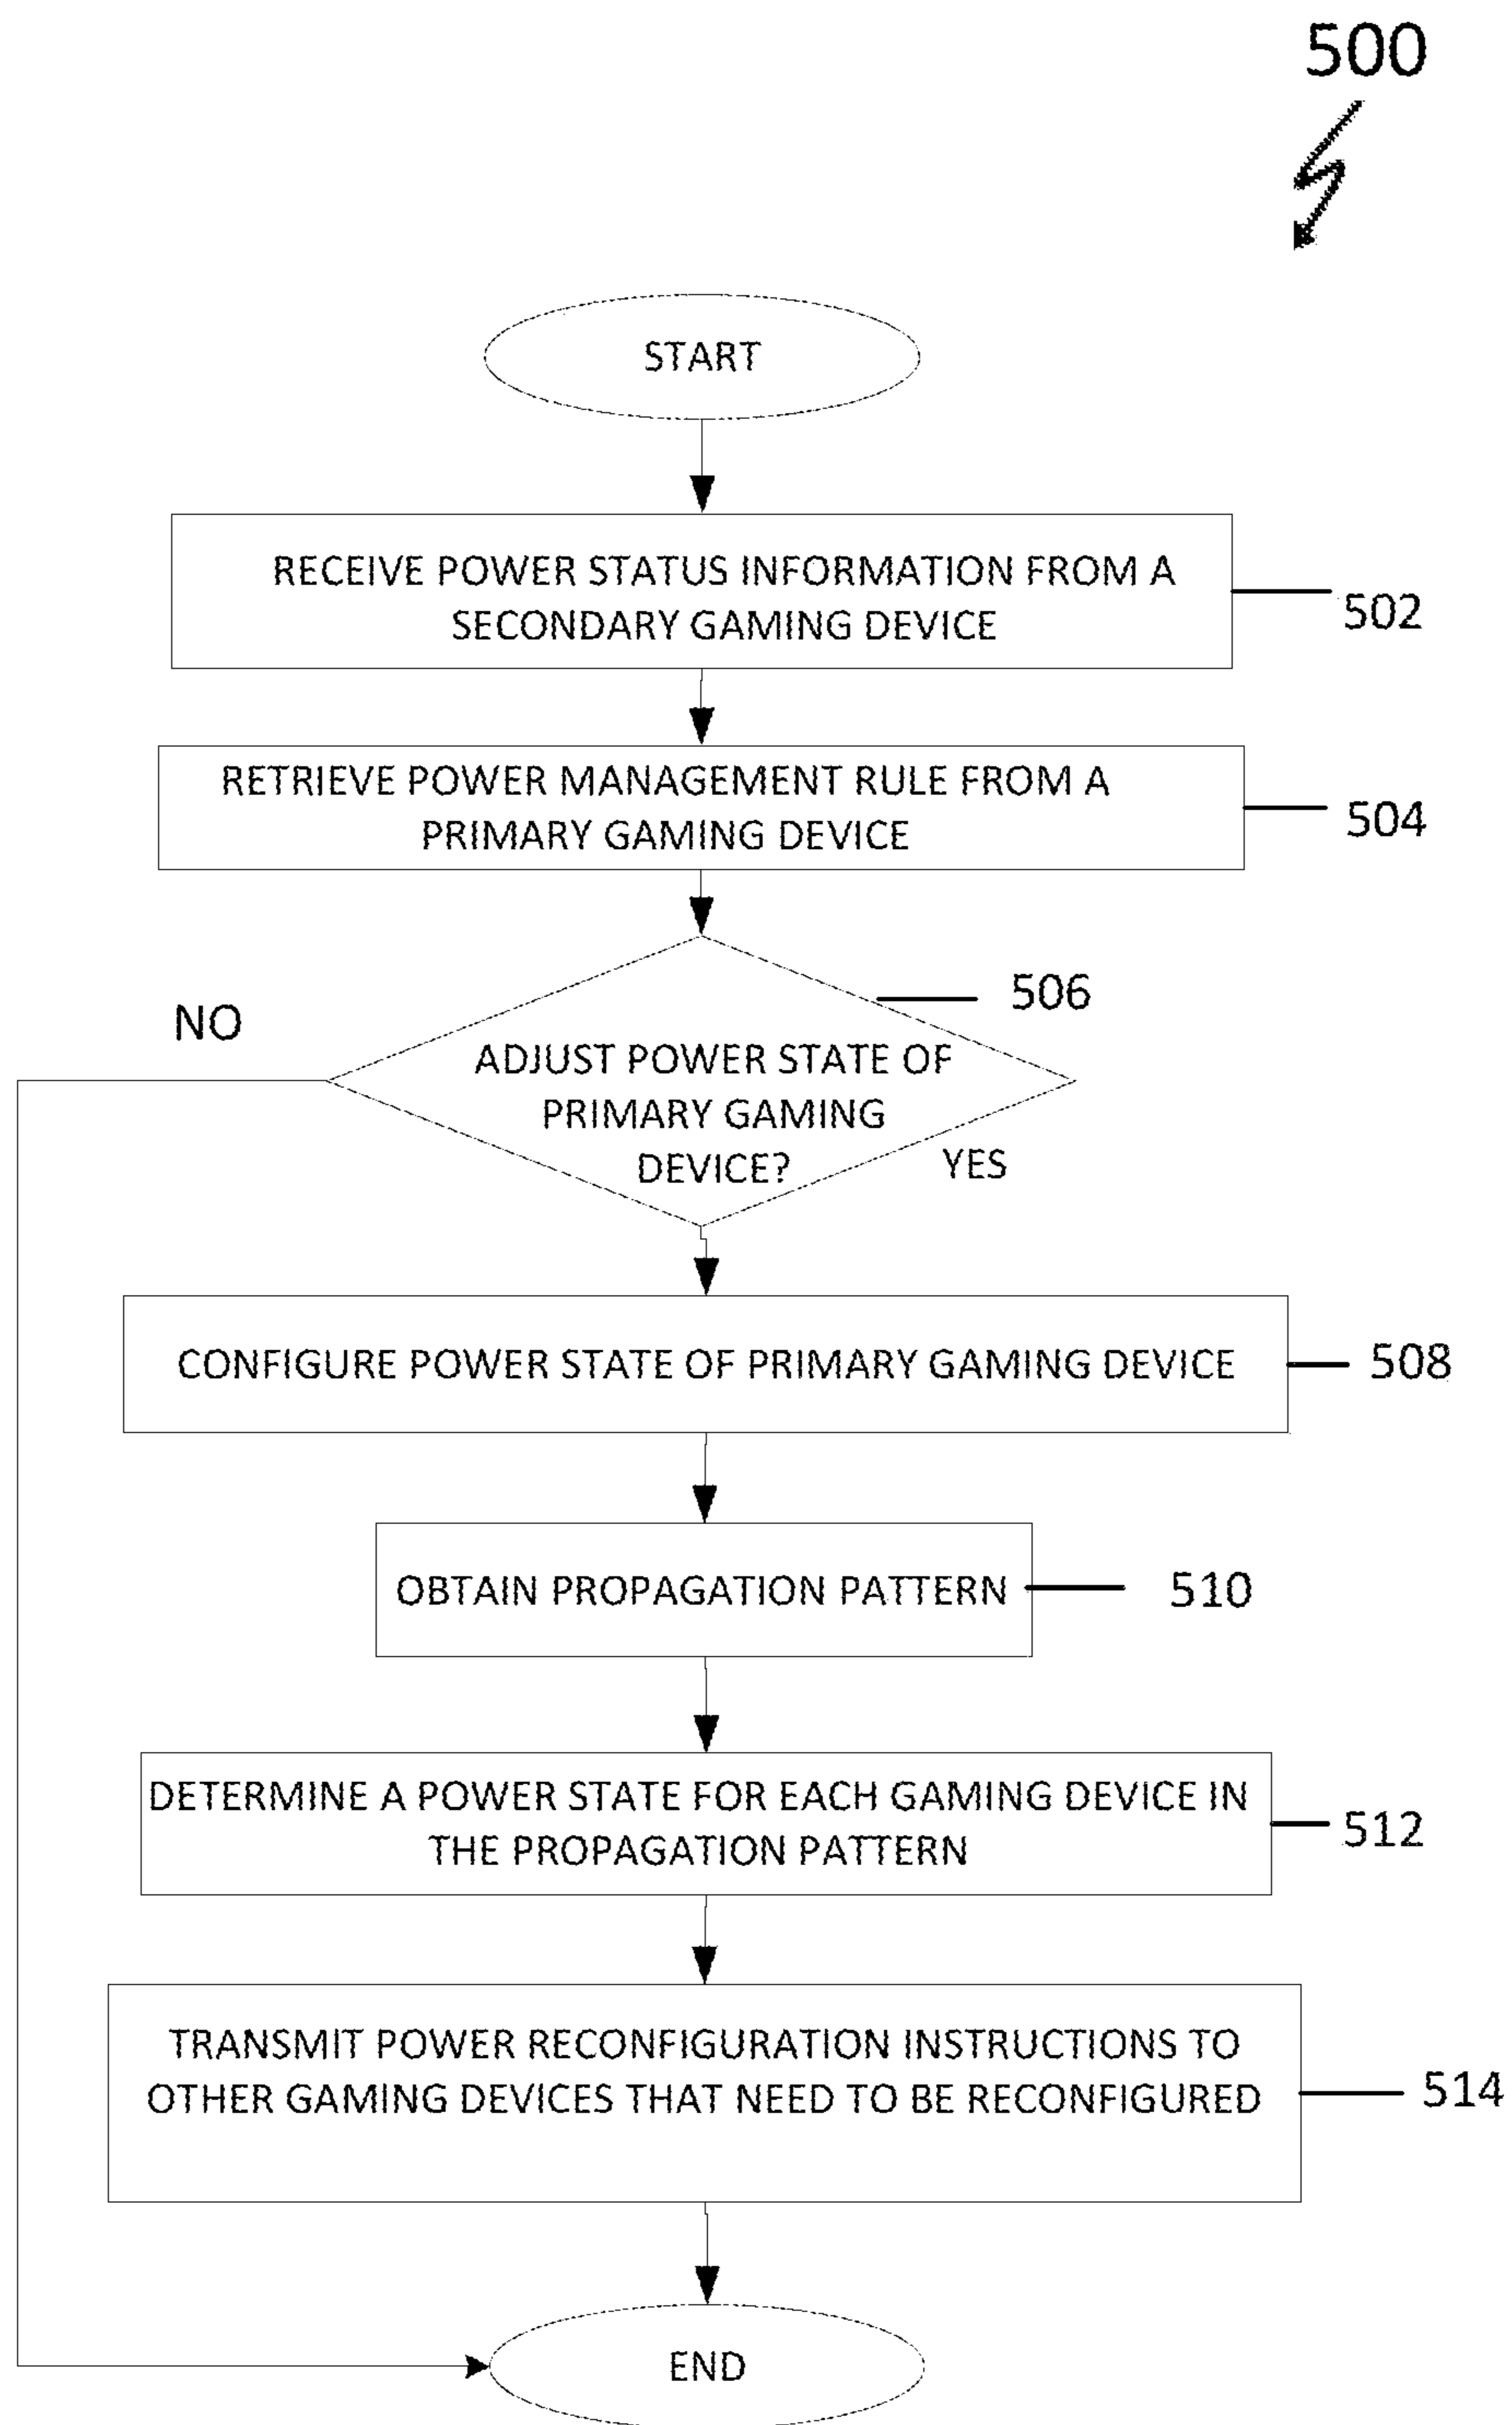 500
START
RECEIVE POWER STATUS INFORMATION FROM A
SECONDARY GAMING DEVICE
502
RETRIEVE POWER MANAGEMENT RULE FROM A
PRIMARY GAMING DEVICE
504
506
NO
ADJUST POWER STATE OF
PRIMARY GAMING
DEVICE?
YES
CONFIGURE POWER STATE OF PRIMARY GAMING DEVICE
508
OBTAIN PROPAGATION PATTERN
510
DETERMINE A POWER STATE FOR EACH GAMING DEVICE IN
THE PROPAGATION PATTERN
512
TRANSMIT POWER RECONFIGURATION INSTRUCTIONS TO
OTHER GAMING DEVICES THAT NEED TO BE RECONFIGURED
514
END